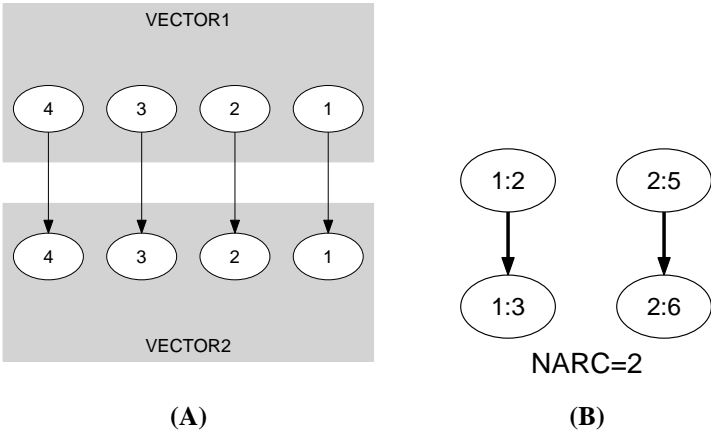 VECTOR1
4 3 2 1
4 3 2 1
VECTOR2
(A)
1:2 2:5
1:3 2:6
NARC=2
(B)